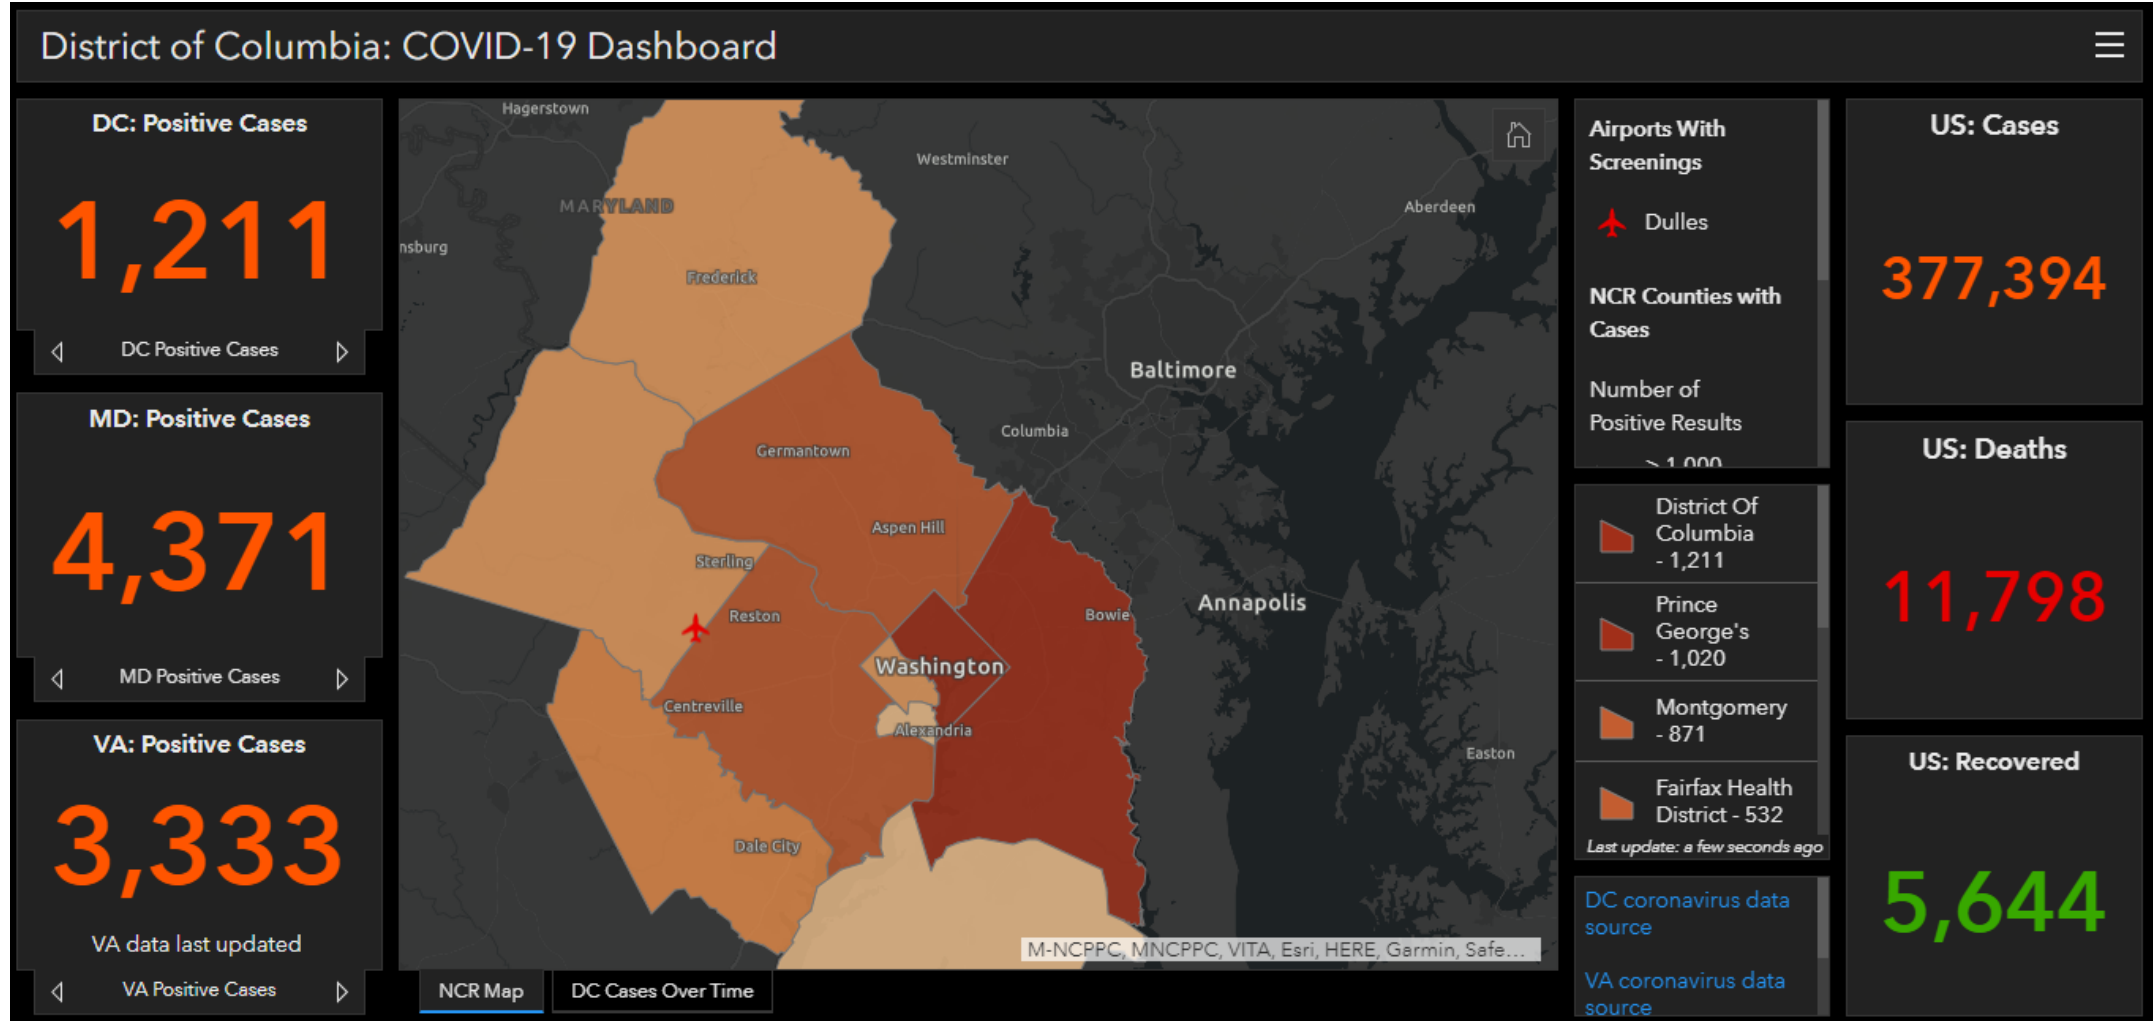 District of Columbia: COVID-19 Dashboard
DC: Positive Cases
1,211
DC Positive Cases
MD: Positive Cases
4,371
MD Positive Cases
VA: Positive Cases
3,333
VA data last updated
VA Positive Cases
Hagerstown
Westminster
MARYLAND
Aberdeen
nsburg
Frederick
Baltimore
Columbia
Germantown
Aspen Hill
Sterling
Annapolis
Reston
Bowie
Washington
Centreville
Alexandria
Easton
Dale City
M-NCPPC, MNCPPC, VITA, Esri, HERE, Garmin, Safe...
NCR Map
DC Cases Over Time
Airports With
Screenings
Dulles
NCR Counties with
Cases
Number of
Positive Results
> 1,000
District Of
Columbia
- 1,211
Prince
George's
- 1,020
Montgomery
- 871
Fairfax Health
District - 532
Last update: a few seconds ago
DC coronavirus data
source
VA coronavirus data
source
US: Cases
377,394
US: Deaths
11,798
US: Recovered
5,644